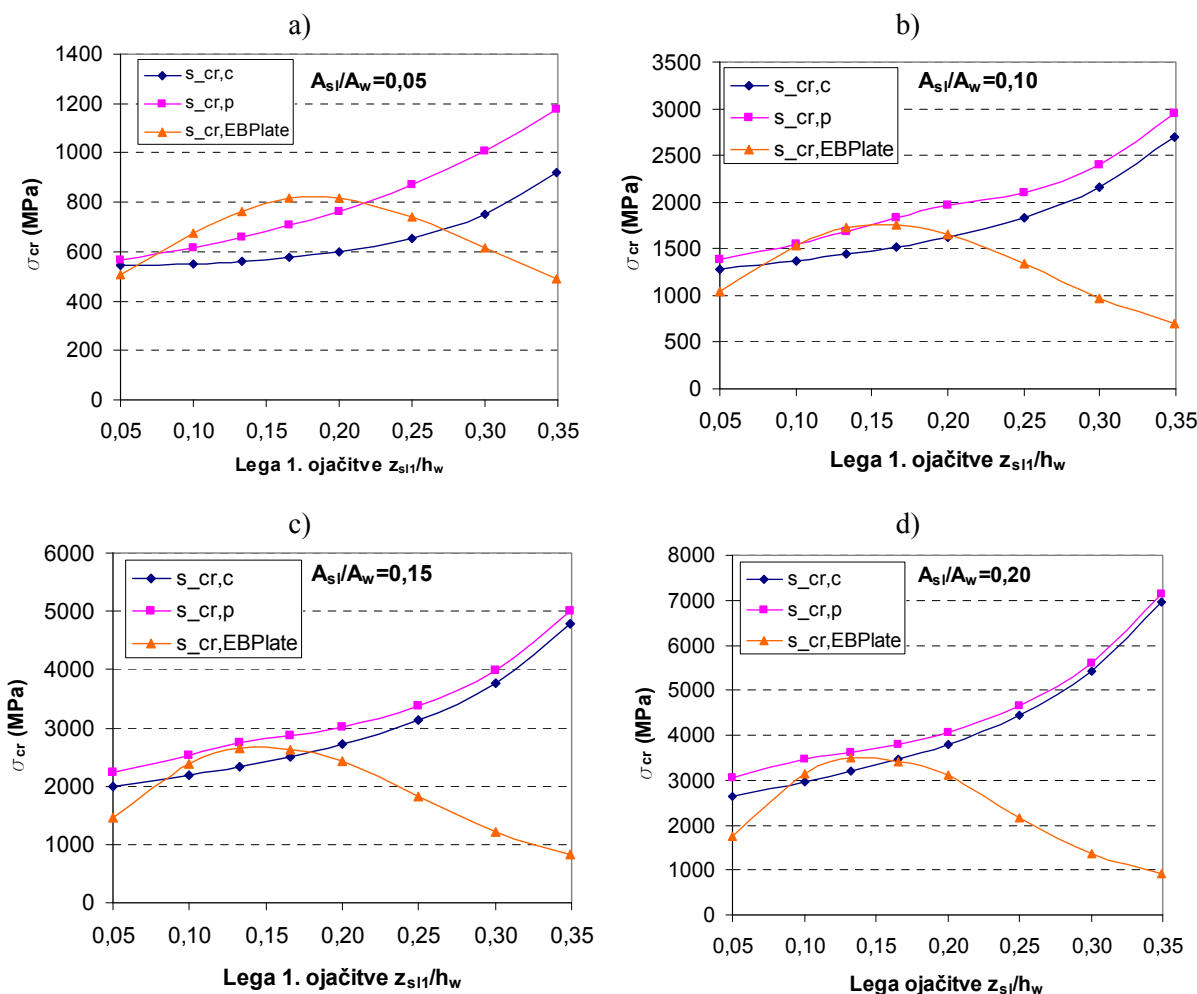 a)
1400
1200
1000
800
600
400
200
0
σcr (MPa)
s_cr,c
s_cr,p
s_cr,EBPlate
Asl/Aw=0,05
0,05 0,10 0,15 0,20 0,25 0,30 0,35
Lega 1. ojačitve zsl1/hw
b)
3500
3000
2500
2000
1500
1000
500
0
σcr (MPa)
s_cr,c
s_cr,p
s_cr,EBPlate
Asl/Aw=0,10
0,05 0,10 0,15 0,20 0,25 0,30 0,35
Lega 1. ojačitve zsl1/hw
c)
6000
5000
4000
3000
2000
1000
0
σcr (MPa)
s_cr,c
s_cr,p
s_cr,EBPlate
Asl/Aw=0,15
0,05 0,10 0,15 0,20 0,25 0,30 0,35
Lega 1. ojačitve zsl1/hw
d)
8000
7000
6000
5000
4000
3000
2000
1000
0
σcr (MPa)
s_cr,c
s_cr,p
s_cr,EBPlate
Asl/Aw=0,20
0,05 0,10 0,15 0,20 0,25 0,30 0,35
Lega ojačitve zsl/hw